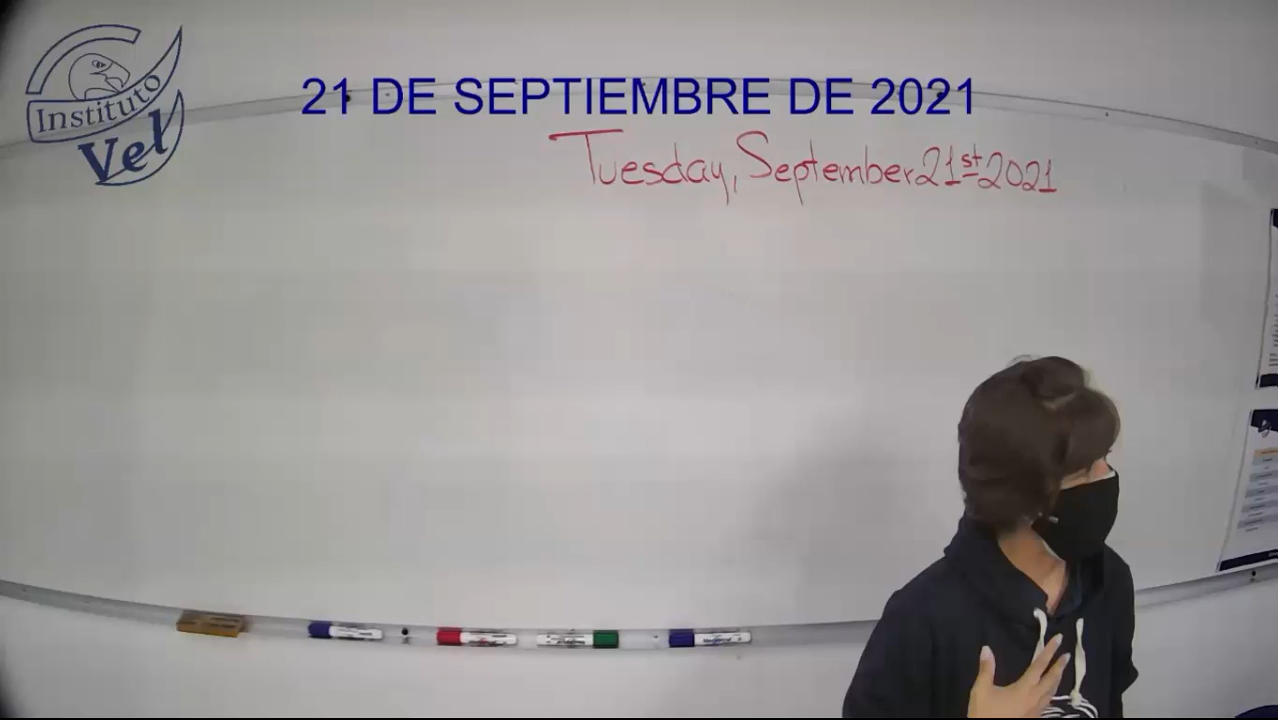 Instituto
Vel
21 DE SEPTIEMBRE DE 2021
Tuesday, September 21st 2021